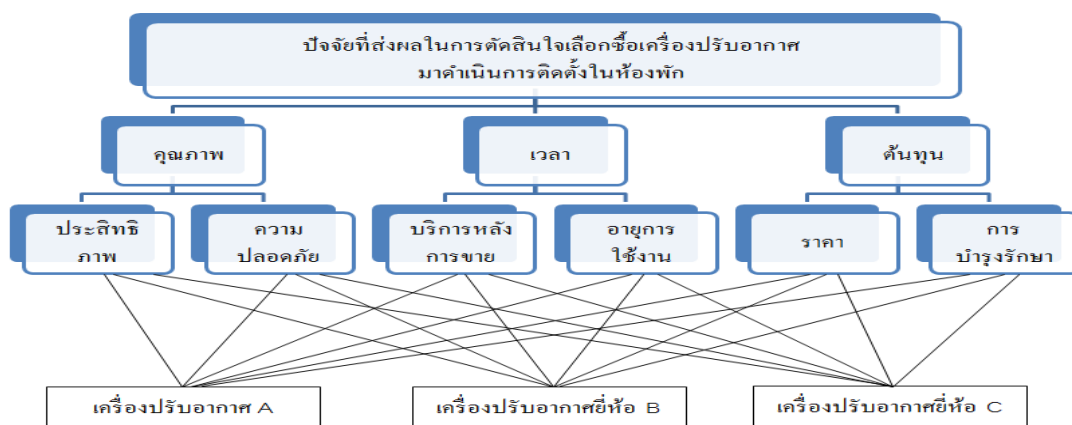 ปัจจัยที่ส่งผลในการตัดสินใจเลือกซื้อเครื่องปรับอากาศ
มาดำเนินการติดตั้งในห้องพัก
คุณภาพ
เวลา
ต้นทุน
ประสิทธิ
ภาพ
ความ
ปลอดภัย
บริการหลัง
การขาย
อายุการ
ใช้งาน
ราคา
การ
บำรุงรักษา
เครื่องปรับอากาศ A
เครื่องปรับอากาศยี่ห้อ B
เครื่องปรับอากาศยี่ห้อ C